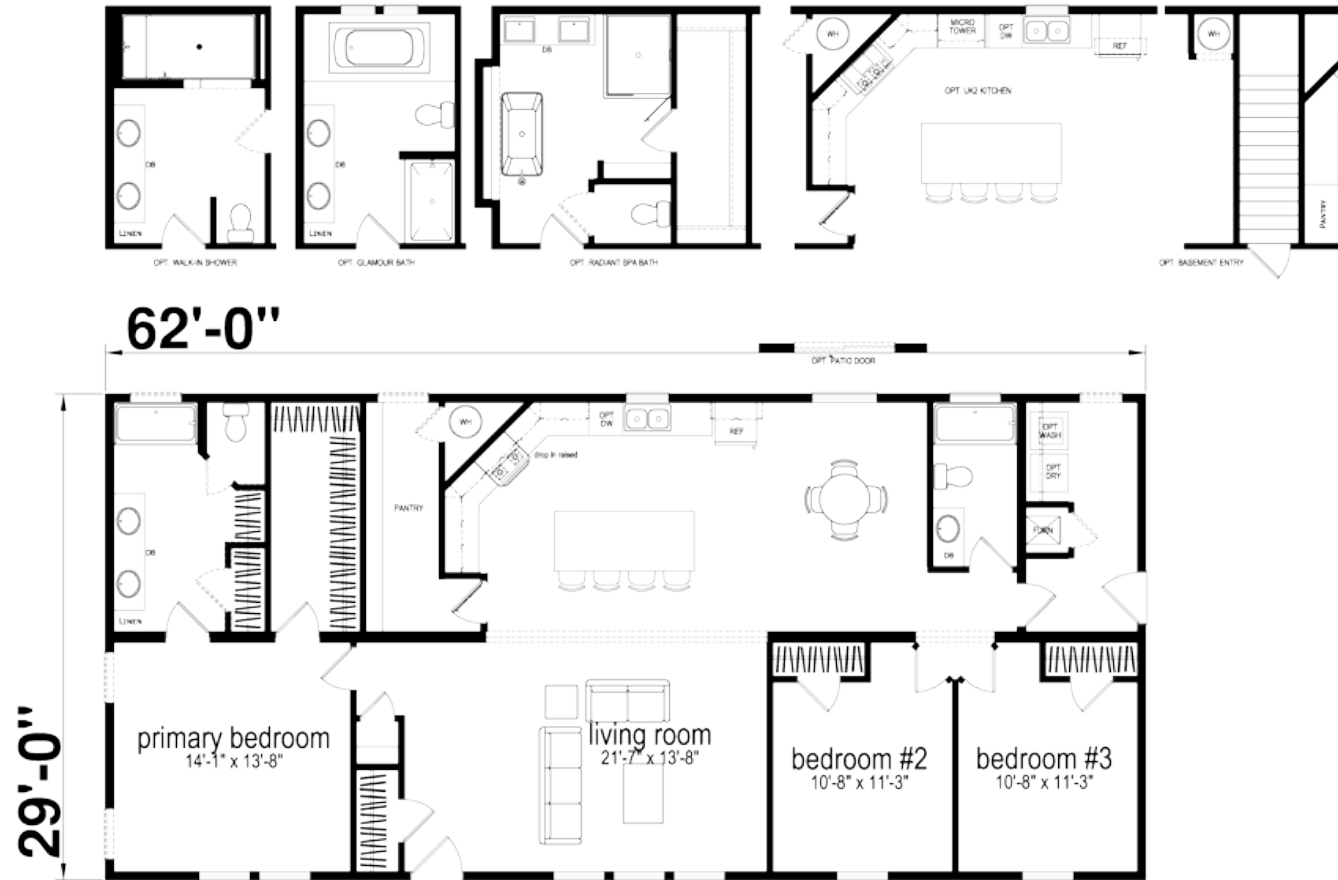 DB
LINEN
OPT. WALK-IN SHOWER
DB
LINEN
OPT. GLAMOUR BATH
DB
OPT. RADIANT SPA BATH
WH
MICRO
TOWER
OPT
DW
REF
OPT. UK2 KITCHEN
WH
PANTRY
OPT. BASEMENT ENTRY
62'-0"
OPT. PATIO DOOR
29'-0"
DB
LINEN
PANTRY
WH
drop in raised
OPT
DW
REF
DB
OPT
WASH
OPT
DRY
FURN
primary bedroom
14'-1" x 13'-8"
living room
21'-7" x 13'-8"
bedroom #2
10'-8" x 11'-3"
bedroom #3
10'-8" x 11'-3"